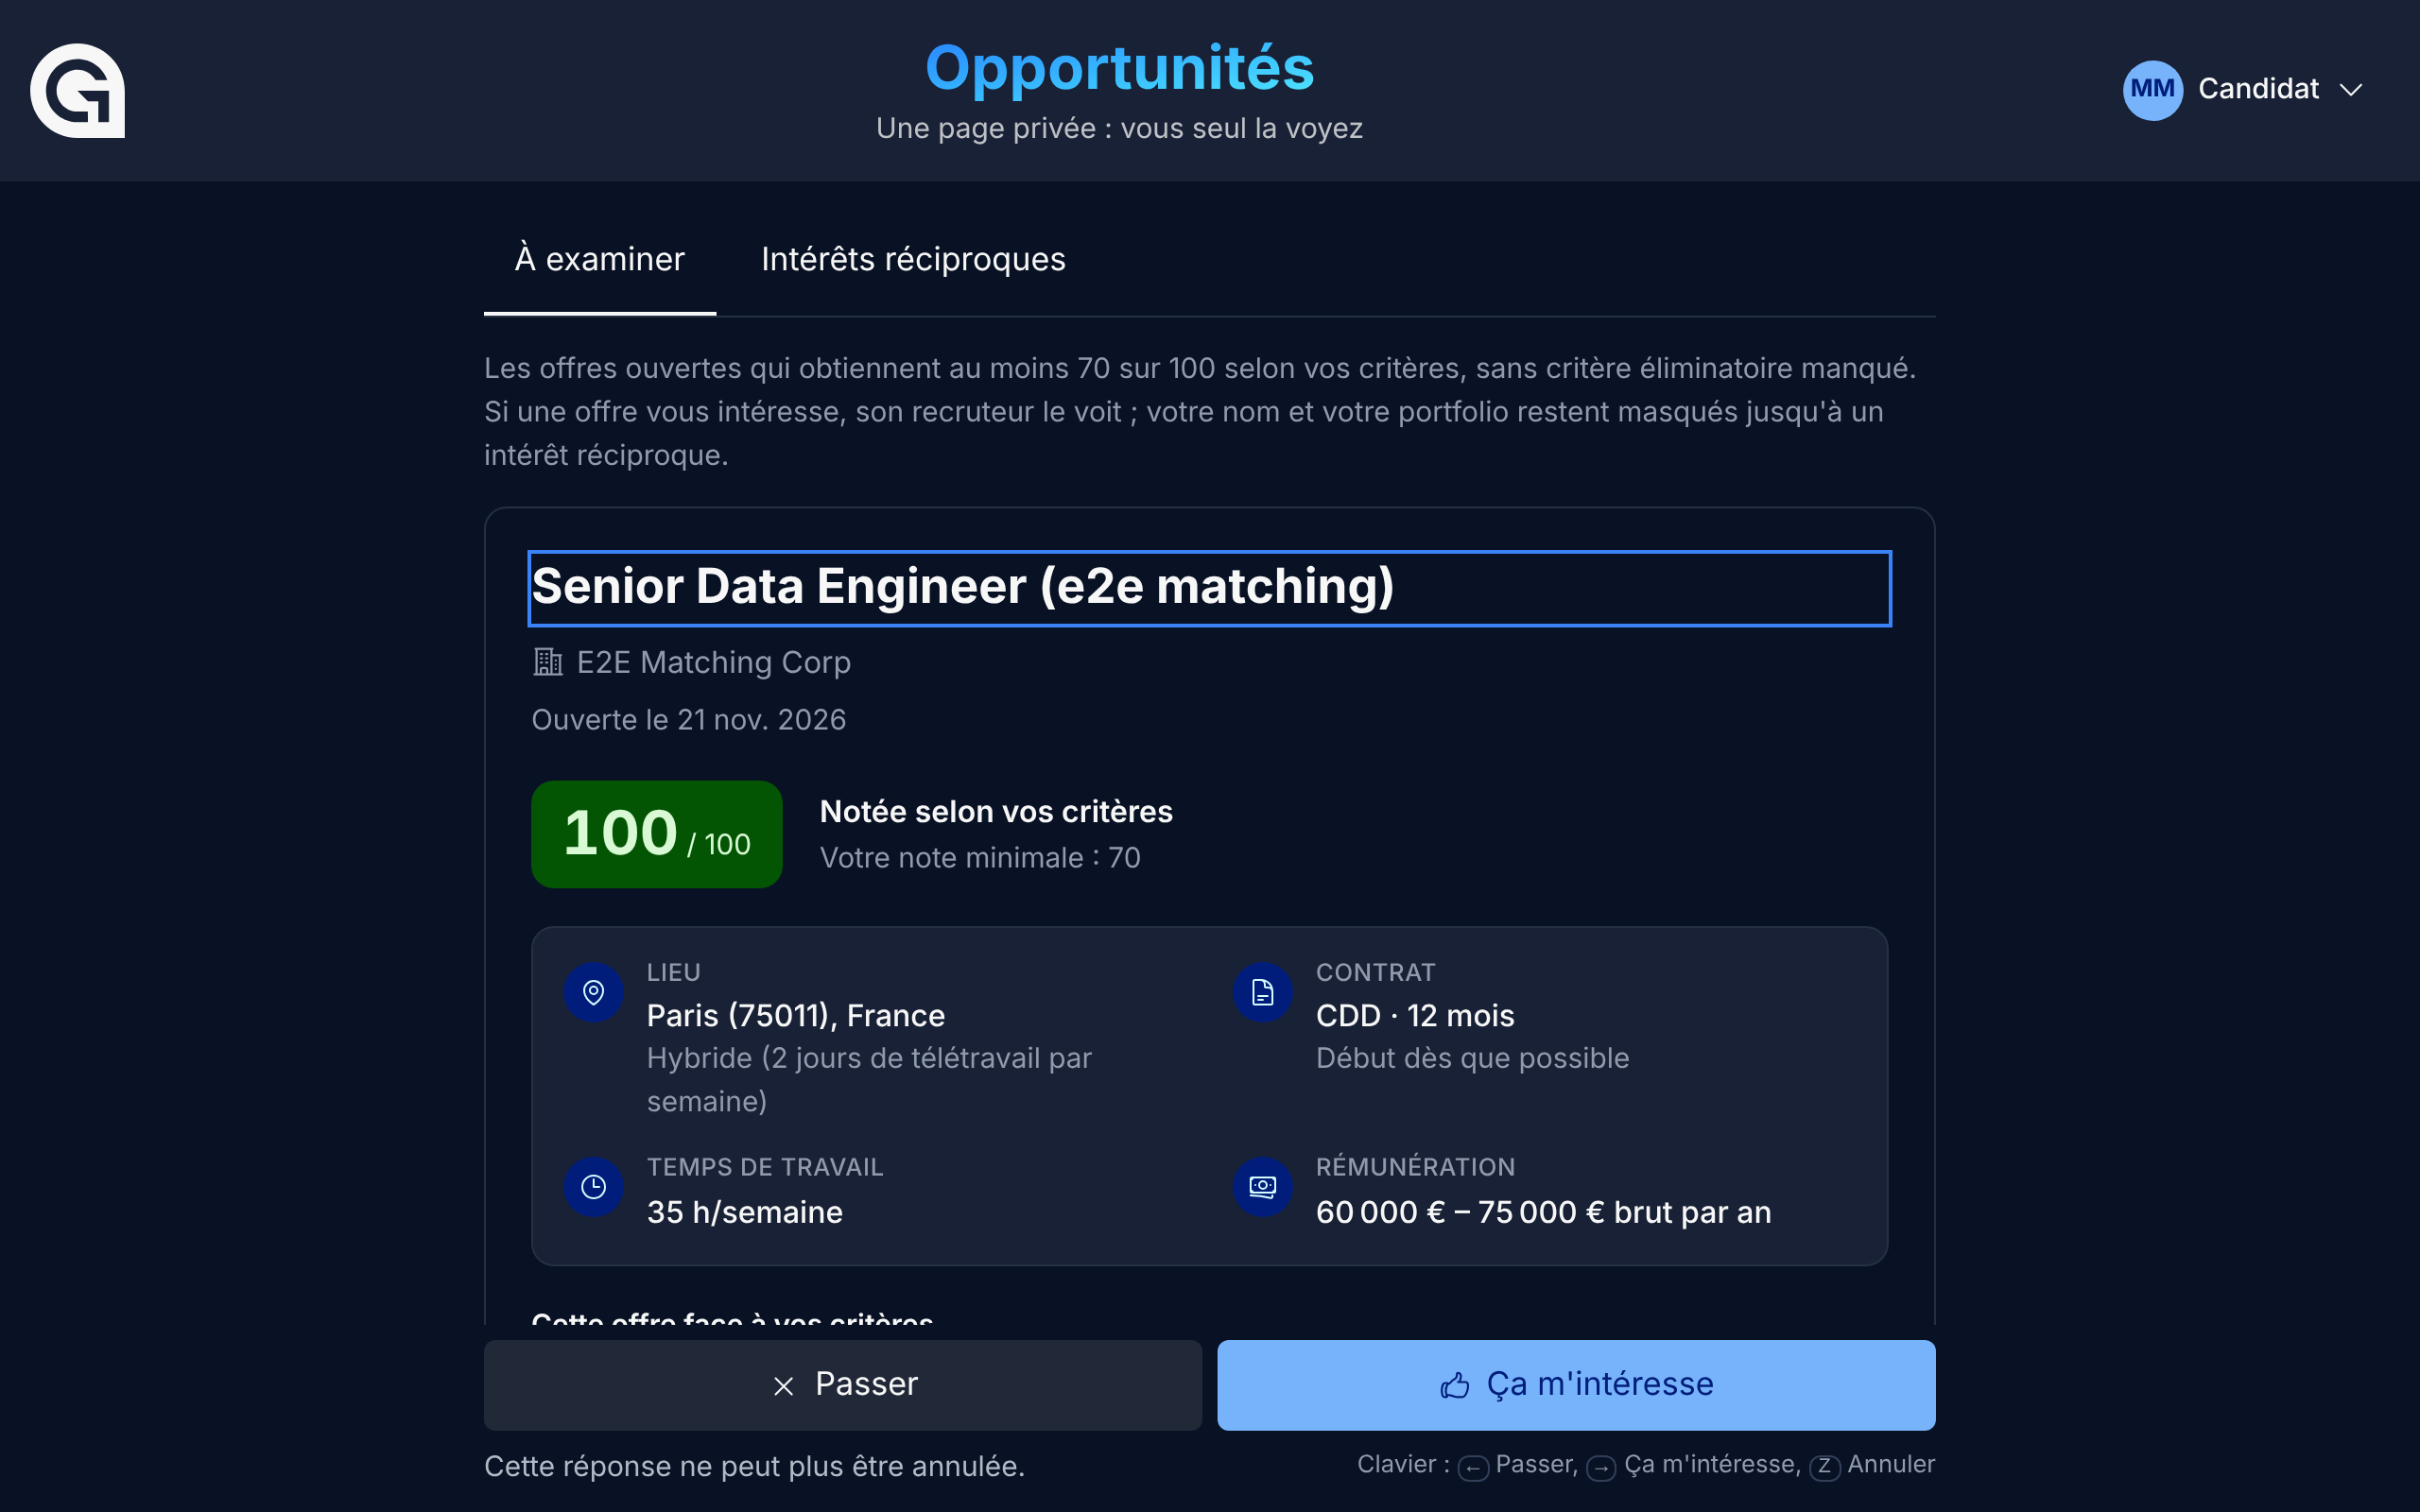 Opportunités
Une page privée : vous seul la voyez
MM Candidat
À examiner
Intérêts réciproques
Les offres ouvertes qui obtiennent au moins 70 sur 100 selon vos critères, sans critère éliminatoire manqué.
Si une offre vous intéresse, son recruteur le voit ; votre nom et votre portfolio restent masqués jusqu'à un
intérêt réciproque.
Senior Data Engineer (e2e matching)
E2E Matching Corp
Ouverte le 21 nov. 2026
100 / 100
Notée selon vos critères
Votre note minimale : 70
LIEU
Paris (75011), France
Hybride (2 jours de télétravail par
semaine)
CONTRAT
CDD · 12 mois
Début dès que possible
TEMPS DE TRAVAIL
35 h/semaine
RÉMUNÉRATION
60 000 € – 75 000 € brut par an
Cette offre face à vos critères
Passer
Ça m'intéresse
Cette réponse ne peut plus être annulée.
Clavier : ← Passer, → Ça m'intéresse, Z Annuler